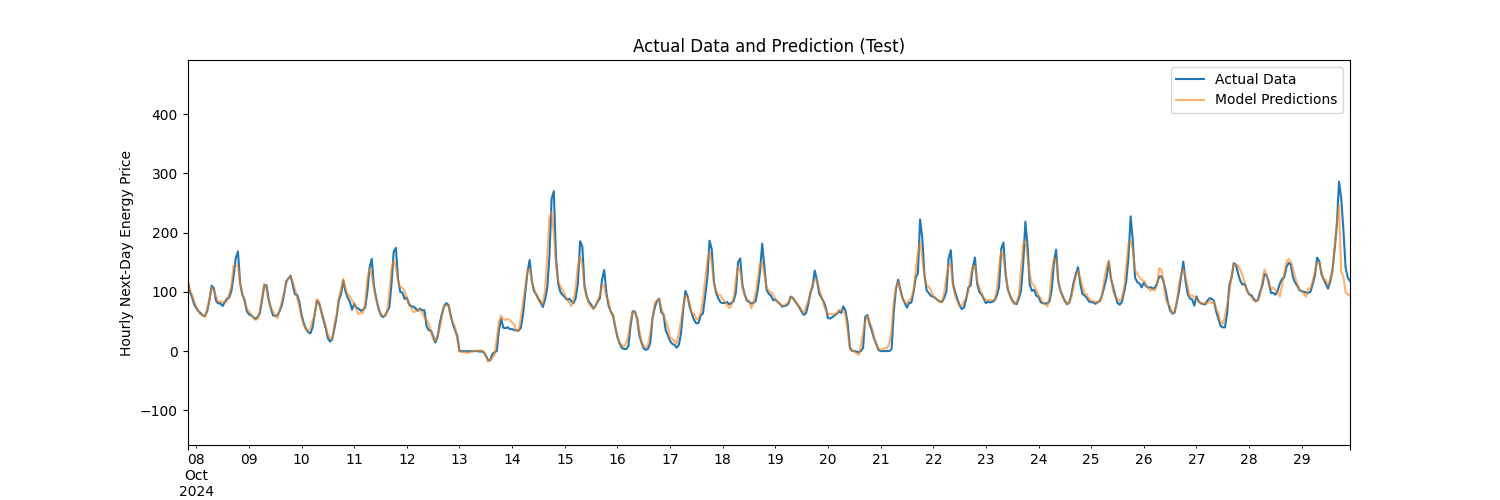 Actual Data and Prediction (Test)
Actual Data
Model Predictions
Hourly Next-Day Energy Price
400
300
200
100
0
−100
08 09 10 11 12 13 14 15 16 17 18 19 20 21 22 23 24 25 26 27 28 29
Oct
2024